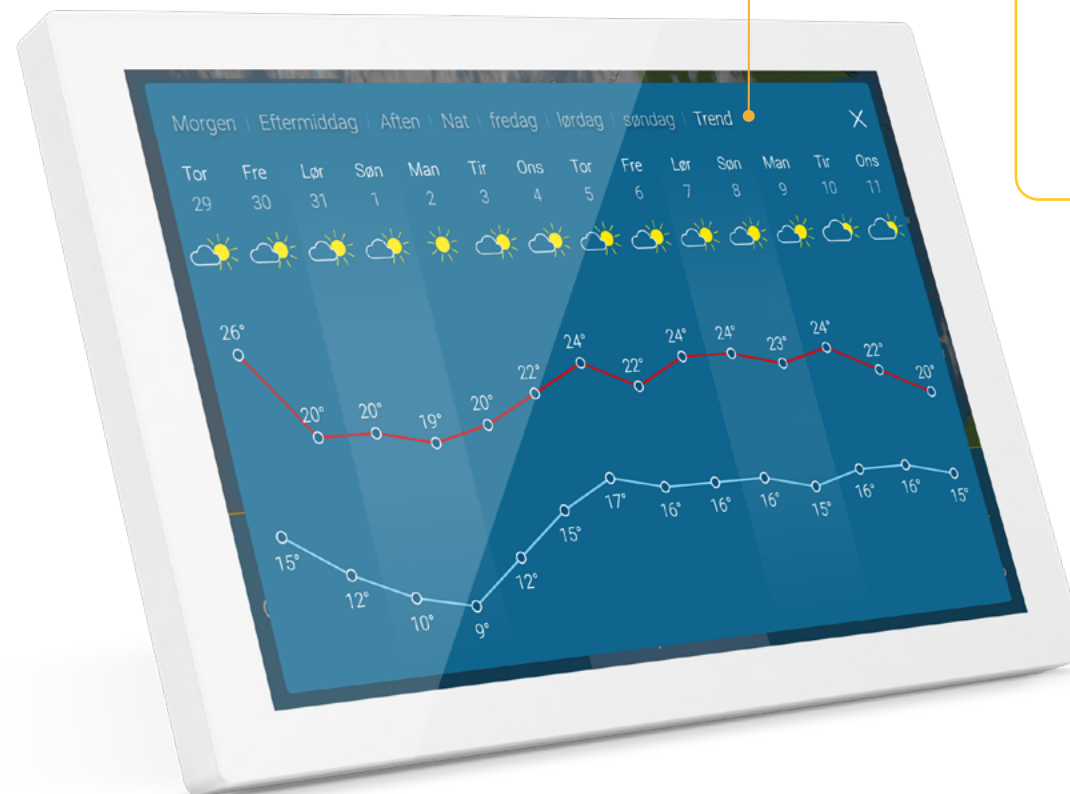 Morgen | Eftermiddag | Aften | Nat | fredag | lørdag | søndag | Trend X
Tor Fre Lør Søn Man Tir Ons Tor Fre Lør Søn Man Tir Ons
29 30 31 1 2 3 4 5 6 7 8 9 10 11
26° 20° 20° 19° 20° 22° 24° 22° 24° 24° 23° 24° 22° 20°
15° 12° 10° 9° 12° 15° 17° 16° 16° 16° 15° 16° 16° 15°